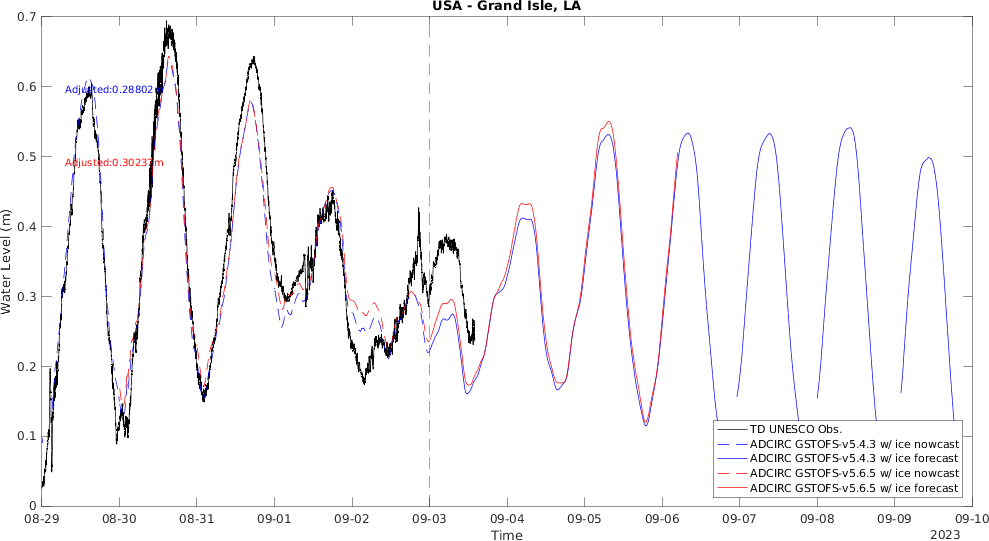 USA - Grand Isle, LA
0.7
0.6
0.5
0.4
0.3
0.2
0.1
0
Water Level (m)
Adjusted:0.28802m
Adjusted:0.30237m
TD UNESCO Obs.
ADCIRC GSTOFS-v5.4.3 w/ ice nowcast
ADCIRC GSTOFS-v5.4.3 w/ ice forecast
ADCIRC GSTOFS-v5.6.5 w/ ice nowcast
ADCIRC GSTOFS-v5.6.5 w/ ice forecast
08-29 08-30 08-31 09-01 09-02 09-03 09-04 09-05 09-06 09-07 09-08 09-09 09-10
Time
2023